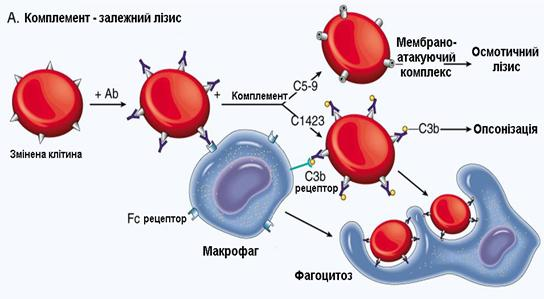 А. Комплемент - залежний лізис
Змінена клітина
+ Ab
+
Комплемент
C5-9
C1423
Мембрано-
атакуючий
комплекс
Осмотичний
лізис
C3b
Опсонізація
C3b
рецептор
Fc рецептор
Макрофаг
Фагоцитоз